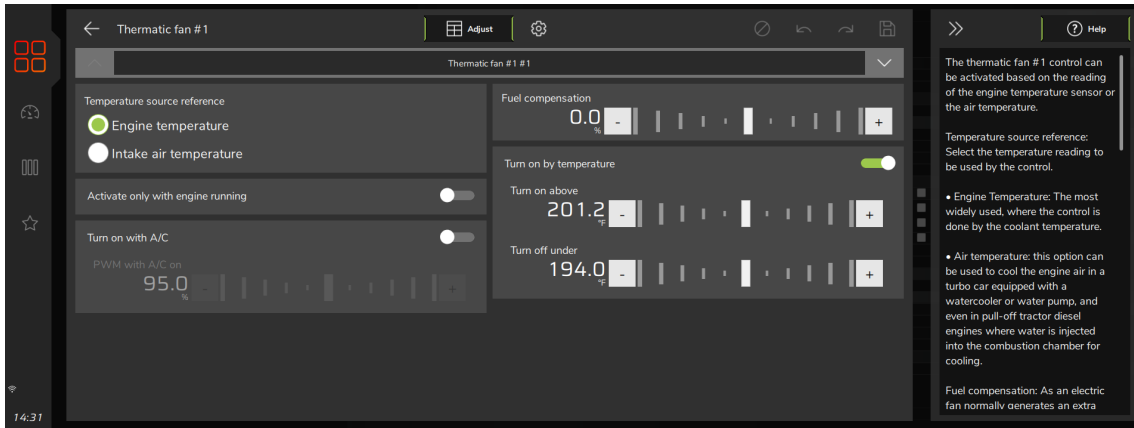 Thermatic fan #1
Adjust
Help
Thermatic fan #1 #1
Temperature source reference
Engine temperature
Intake air temperature
Activate only with engine running
Turn on with A/C
PWM with A/C on
95.0
%
-
+
Fuel compensation
0.0
%
-
+
Turn on by temperature
Turn on above
201.2
°F
-
+
Turn off under
194.0
°F
-
+
The thermatic fan #1 control can
be activated based on the reading
of the engine temperature sensor or
the air temperature.
Temperature source reference:
Select the temperature reading to
be used by the control.
• Engine Temperature: The most
widely used, where the control is
done by the coolant temperature.
• Air temperature: this option can
be used to cool the engine air in a
turbo car equipped with a
watercooler or water pump, and
even in pull-off tractor diesel
engines where water is injected
into the combustion chamber for
cooling.
Fuel compensation: As an electric
fan normally generates an extra
14:31